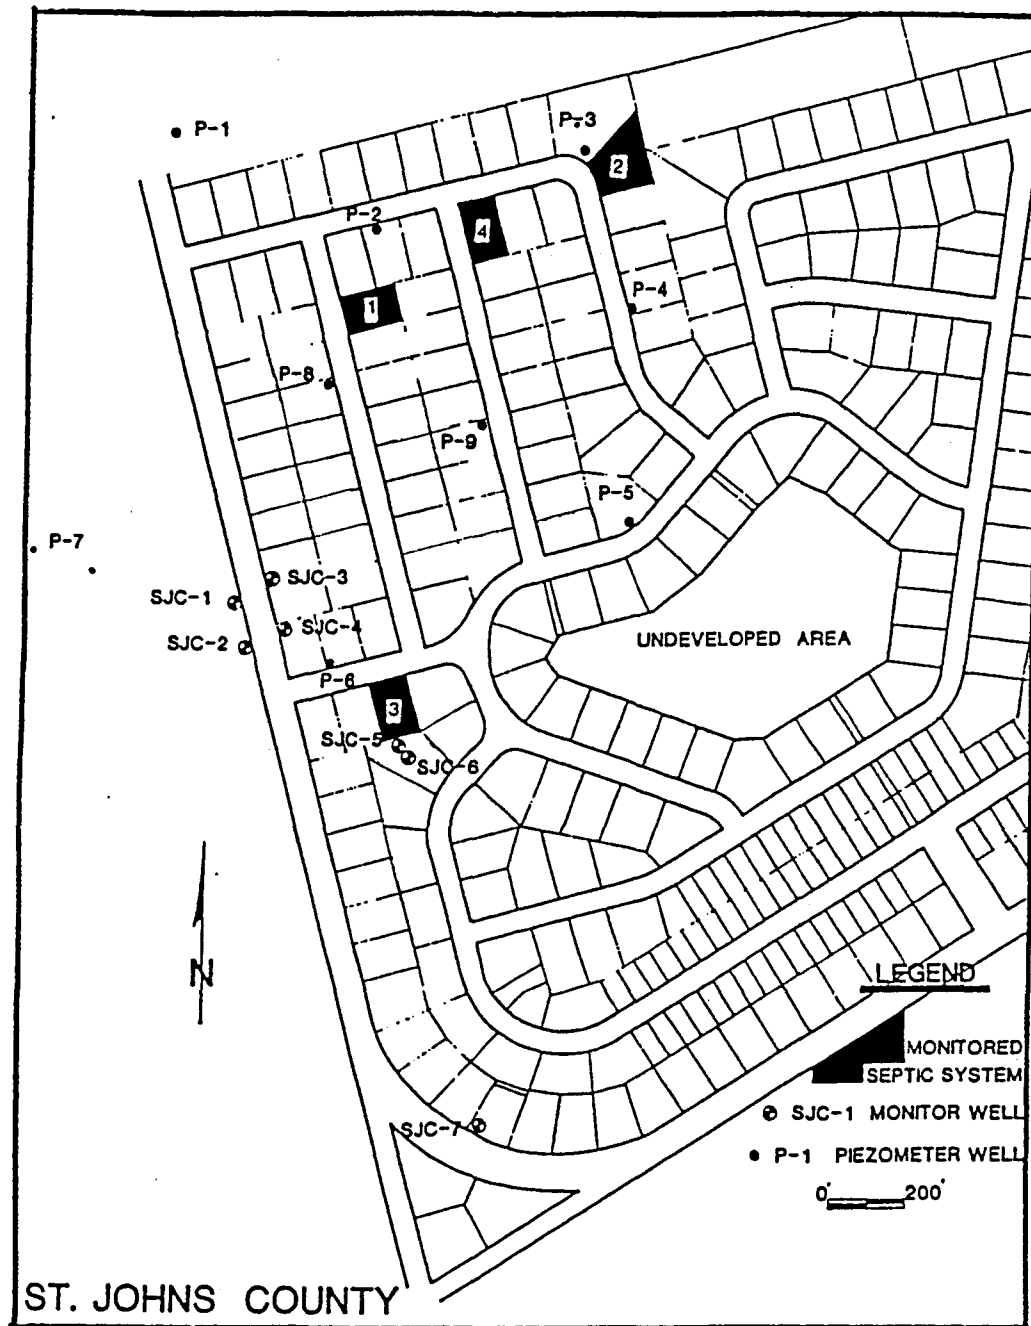 P-1
P-3
2
P-2
4
1
P-4
P-8
P-9
P-5
P-7
SJC-3
SJC-1
SJC-4
SJC-2
UNDEVELOPED AREA
P-6
3
SJC-5
SJC-6
N
LEGEND
MONITORED
SEPTIC SYSTEM
SJC-1 MONITOR WELL
SJC-7
P-1 PIEZOMETER WELL
0' 200'
ST. JOHNS COUNTY